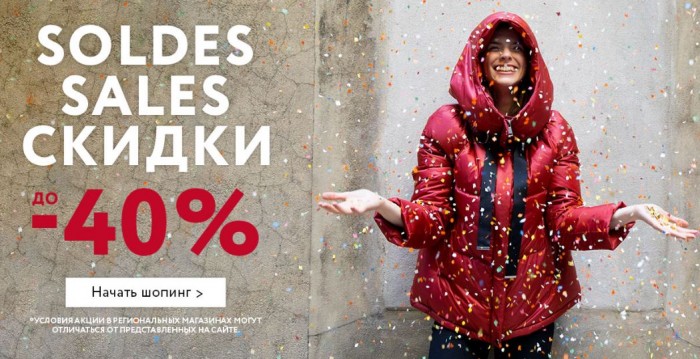 SOLDES
SALES
СКИДКИ
ДО
-40%
Начать шопинг >
*УСЛОВИЯ АКЦИИ В РЕГИОНАЛЬНЫХ МАГАЗИНАХ МОГУТ
ОТЛИЧАТЬСЯ ОТ ПРЕДСТАВЛЕННЫХ НА САЙТЕ.